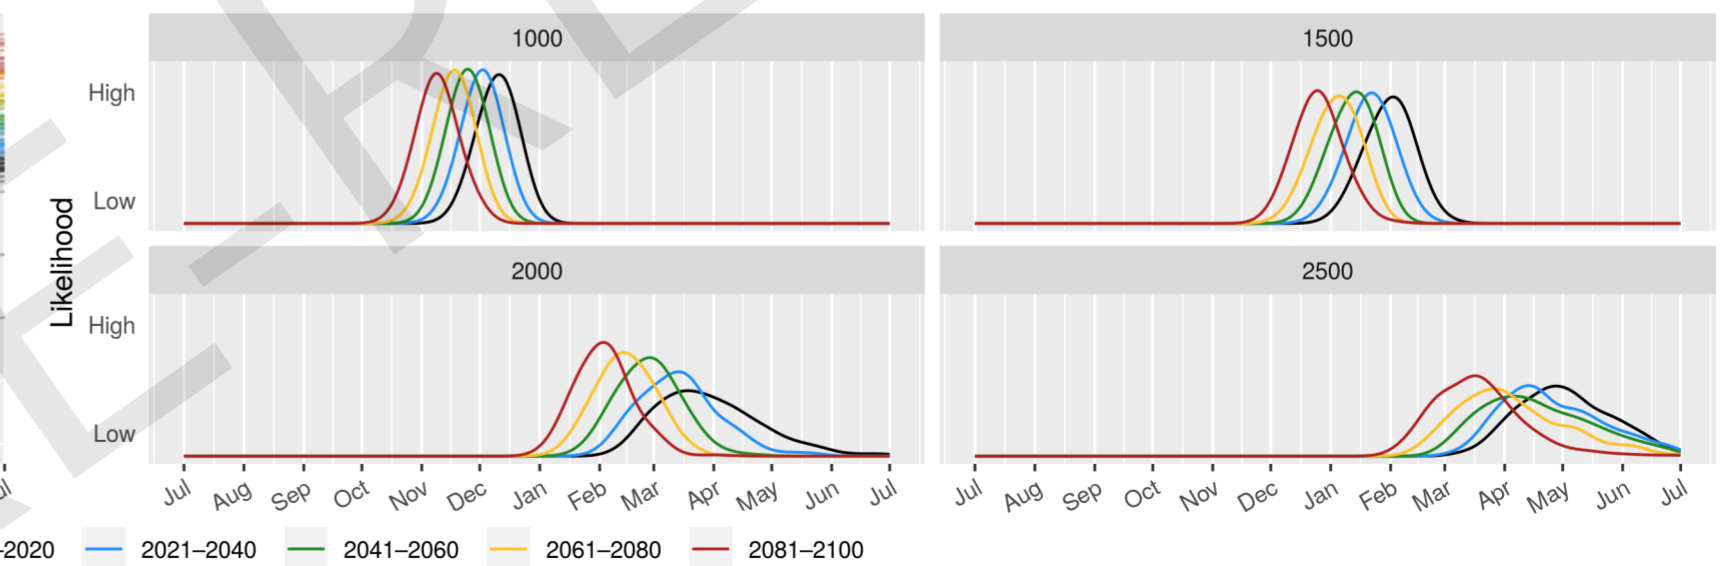 1000
1500
High
Low
2000
2500
Likelihood
High
Low
Jul Aug Sep Oct Nov Dec Jan Feb Mar Apr May Jun Jul
Jul Aug Sep Oct Nov Dec Jan Feb Mar Apr May Jun Jul
–2020 2021–2040 2041–2060 2061–2080 2081–2100